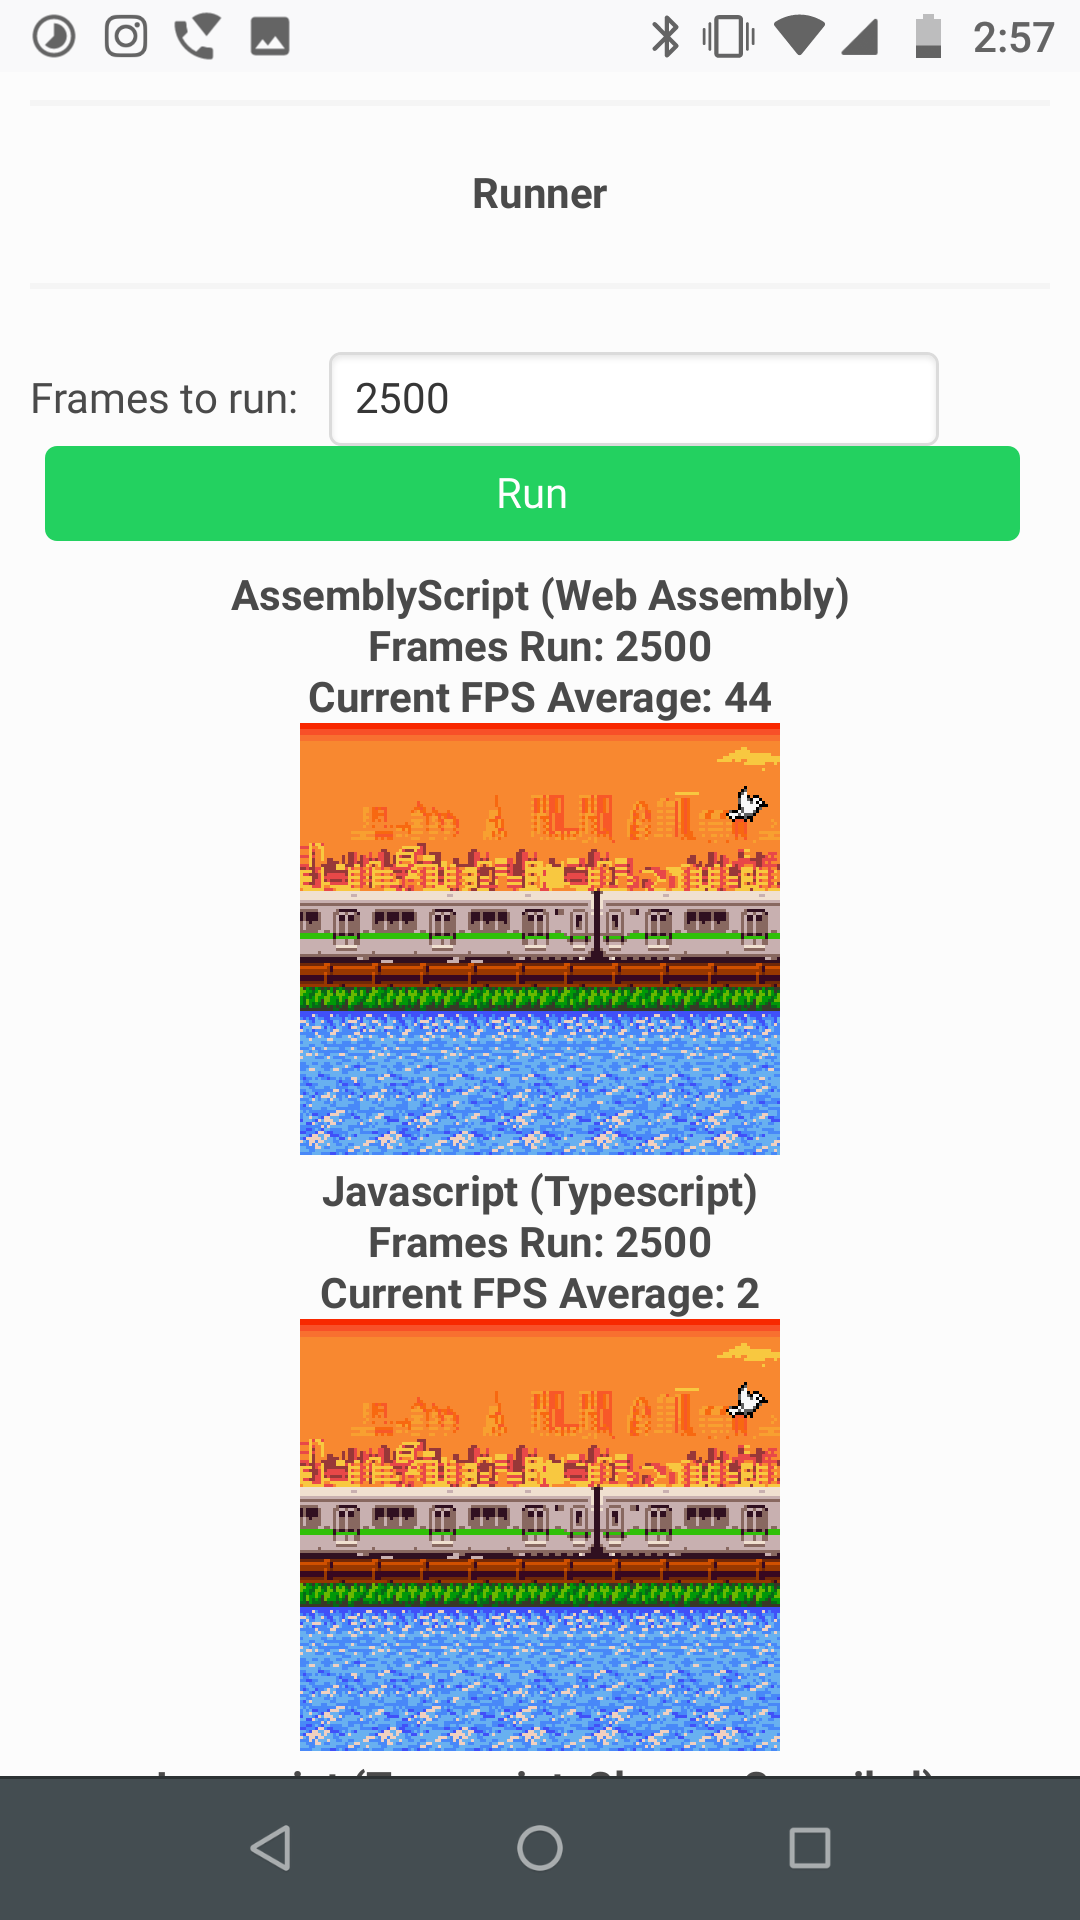 2:57
Runner
Frames to run: 2500
Run
AssemblyScript (Web Assembly)
Frames Run: 2500
Current FPS Average: 44
Javascript (Typescript)
Frames Run: 2500
Current FPS Average: 2